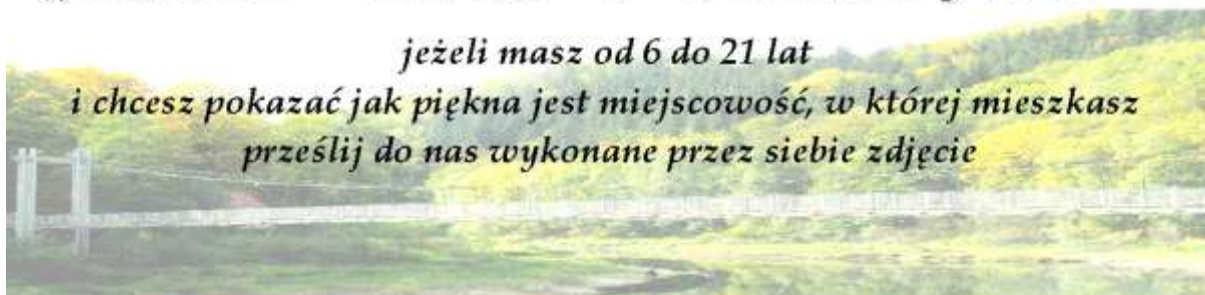 jeżeli masz od 6 do 21 lat
i chcesz pokazać jak piękna jest miejscowość, w której mieszkasz
prześlij do nas wykonane przez siebie zdjęcie